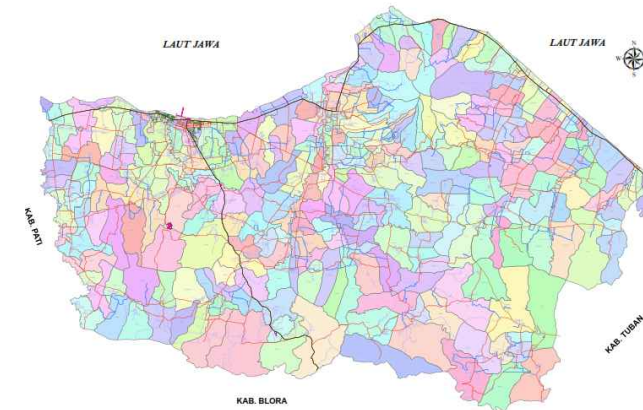 LAUT JAWA
LAUT JAWA
N
W
S
KAB. PATI
KAB. TUBAN
KAB. BLORA